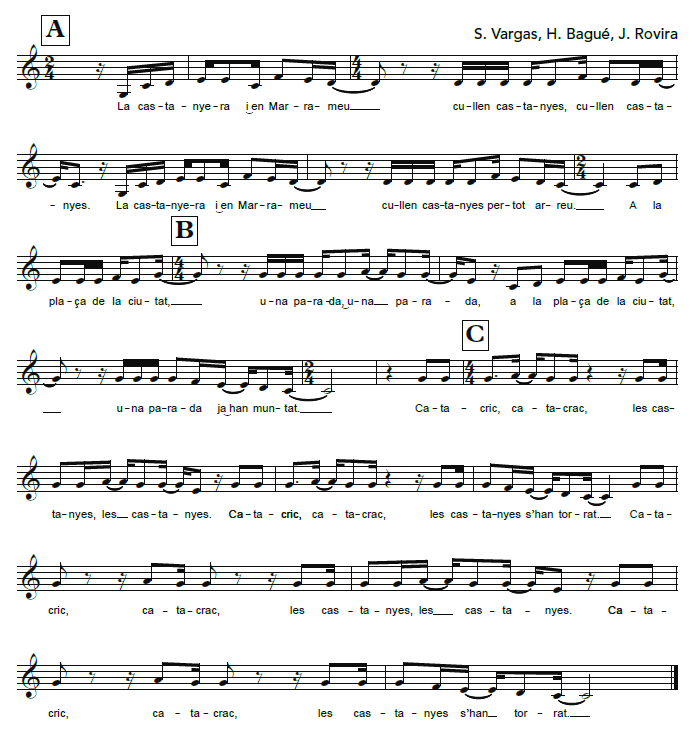 A
S. Vargas, H. Bagué, J. Rovira
La cas-ta-nye-ra i en Mar-ra-meu cu-llen cas-ta-nyes, cu-llen cas-ta-
-nyes. La cas-ta-nye-ra i en Mar-ra-meu cu-llen cas-ta-nyes per tot ar-reu. A la
B
pla-ça de la ciu-tat, u-na pa-ra-da, u-na pa-ra-da, a la pla-ça de la ciu-tat,
C
u-na pa-ra-da ja han mun-tat. Ca-ta-cric, ca-ta-crac, les cas-
ta-nyes, les cas-ta-nyes. Ca-ta-cric, ca-ta-crac, les cas-ta-nyes s'han tor-rat. Ca-ta-
cric, ca-ta-crac, les cas-ta-nyes, les cas-ta-nyes. Ca-ta-
cric, ca-ta-crac, les cas-ta-nyes s'han tor-rat.